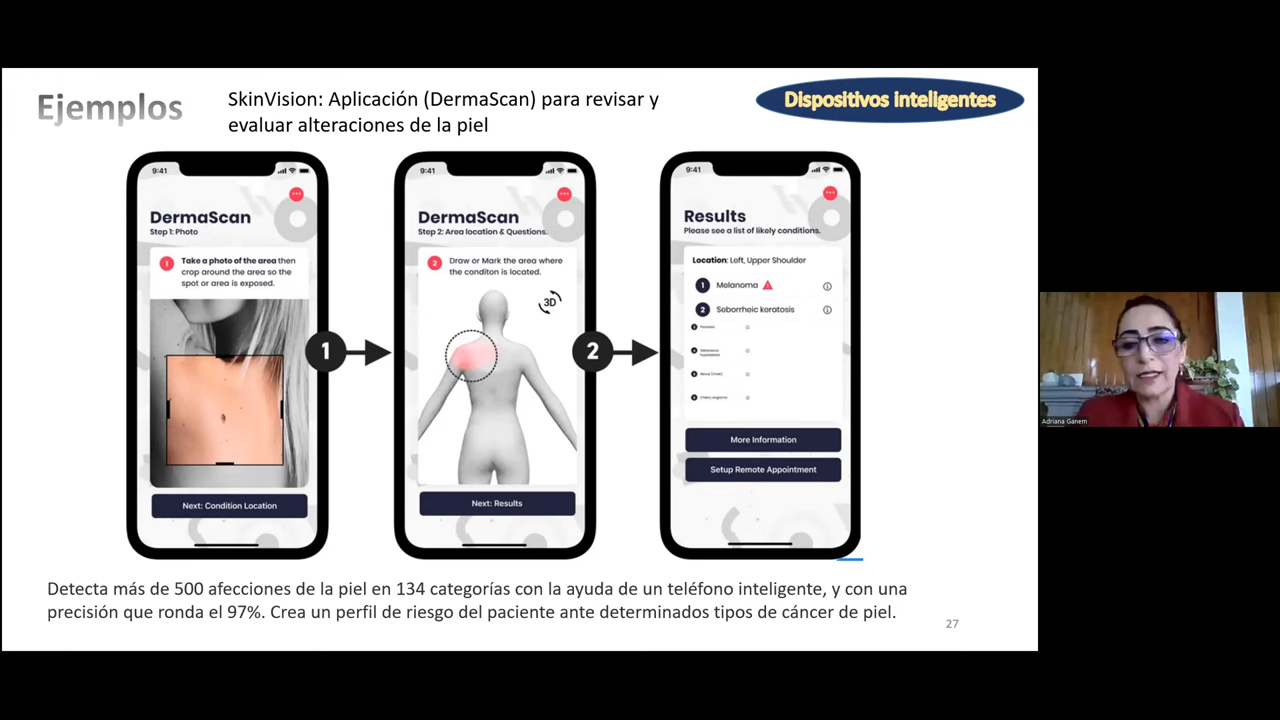 Ejemplos
SkinVision: Aplicación (DermaScan) para revisar y
evaluar alteraciones de la piel
Dispositivos inteligentes
9:41
DermaScan
Step 1: Photo
1
Take a photo of the area then
crop around the area so the
spot or area is exposed.
Next: Condition Location
1
9:41
DermaScan
Step 2: Area location & Questions.
2
Draw or Mark the area where
the conditon is located.
3D
Next: Results
2
9:41
Results
Please see a list of likely conditions.
Location: Left, Upper Shoulder
1 Melanoma
2 Seborrheic keratosis
More Information
Setup Remote Appointment
Detecta más de 500 afecciones de la piel en 134 categorías con la ayuda de un teléfono inteligente, y con una
precisión que ronda el 97%. Crea un perfil de riesgo del paciente ante determinados tipos de cáncer de piel.
27
Adriana Ganem